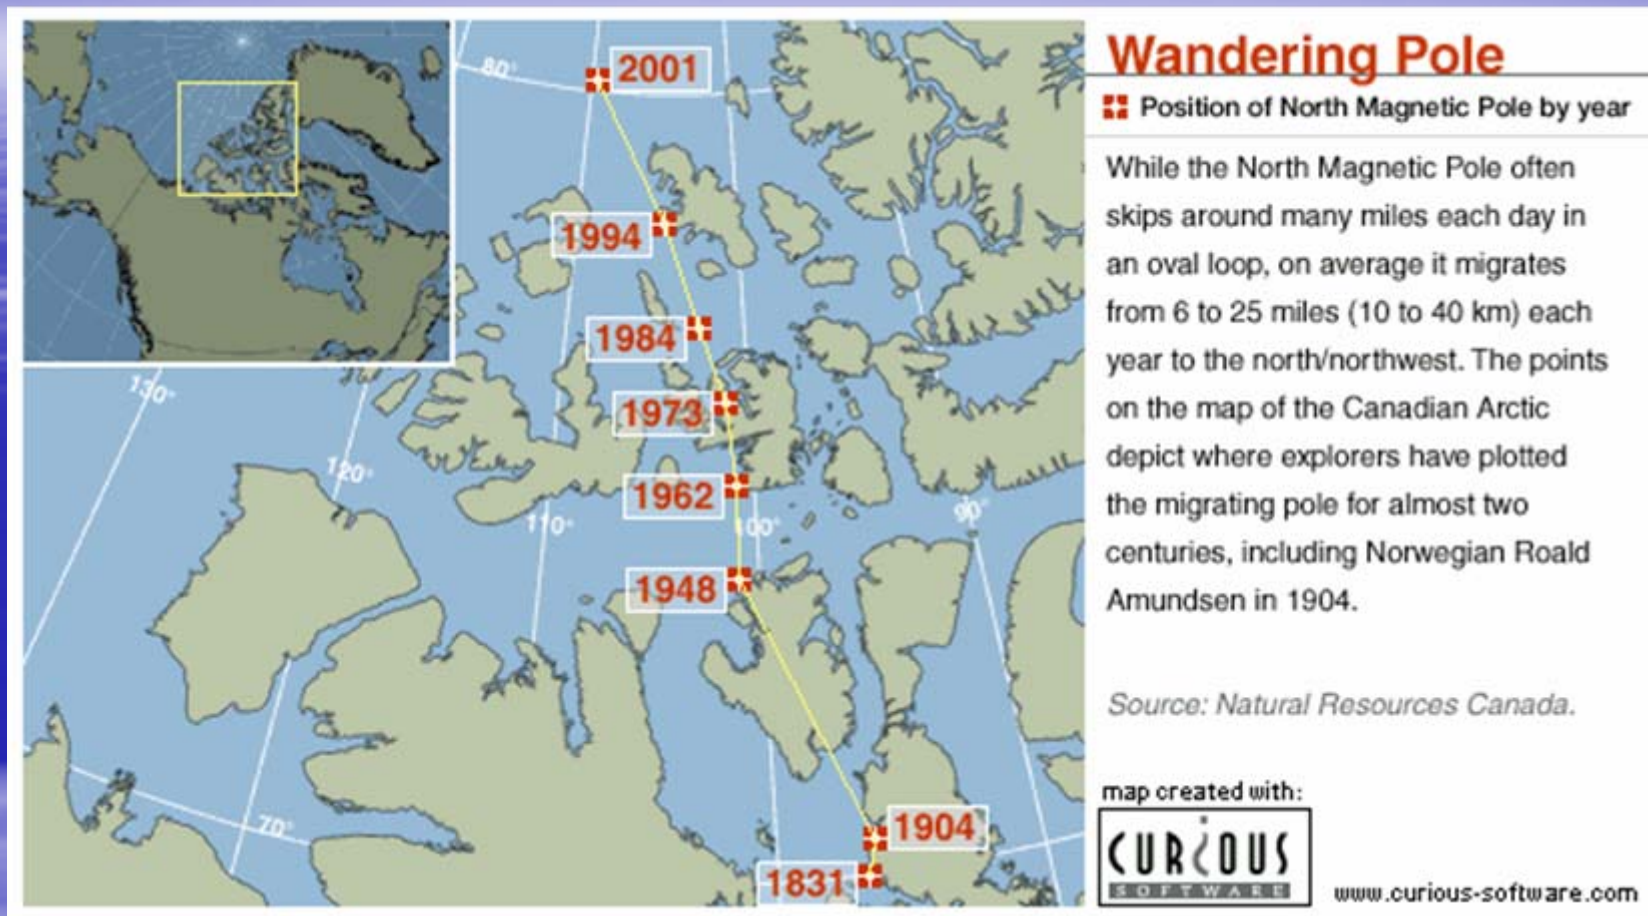 Wandering Pole
Position of North Magnetic Pole by year
While the North Magnetic Pole often
skips around many miles each day in
an oval loop, on average it migrates
from 6 to 25 miles (10 to 40 km) each
year to the north/northwest. The points
on the map of the Canadian Arctic
depict where explorers have plotted
the migrating pole for almost two
centuries, including Norwegian Roald
Amundsen in 1904.
Source: Natural Resources Canada.
map created with:
CURiOUS
SOFTWARE
www.curious-software.com
80°
2001
1994
1984
1973
130°
120°
1962
110°
100°
90°
1948
70°
1904
1831